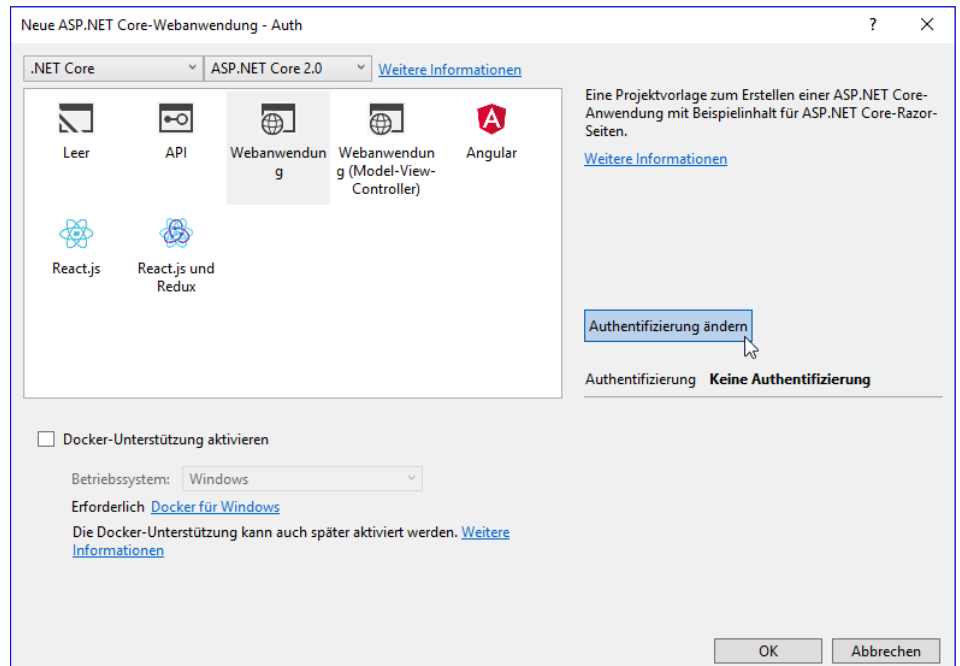 Neue ASP.NET Core-Webanwendung - Auth
?
.NET Core
ASP.NET Core 2.0
Weitere Informationen
Leer
API
Webanwendun
g
Webanwendun
g (Model-View-
Controller)
Angular
React.js
React.js und
Redux
Eine Projektvorlage zum Erstellen einer ASP.NET Core-
Anwendung mit Beispielinhalt für ASP.NET Core-Razor-
Seiten.
Weitere Informationen
Authentifizierung ändern
Authentifizierung Keine Authentifizierung
Docker-Unterstützung aktivieren
Betriebssystem: Windows
Erforderlich Docker für Windows
Die Docker-Unterstützung kann auch später aktiviert werden. Weitere
Informationen
OK
Abbrechen